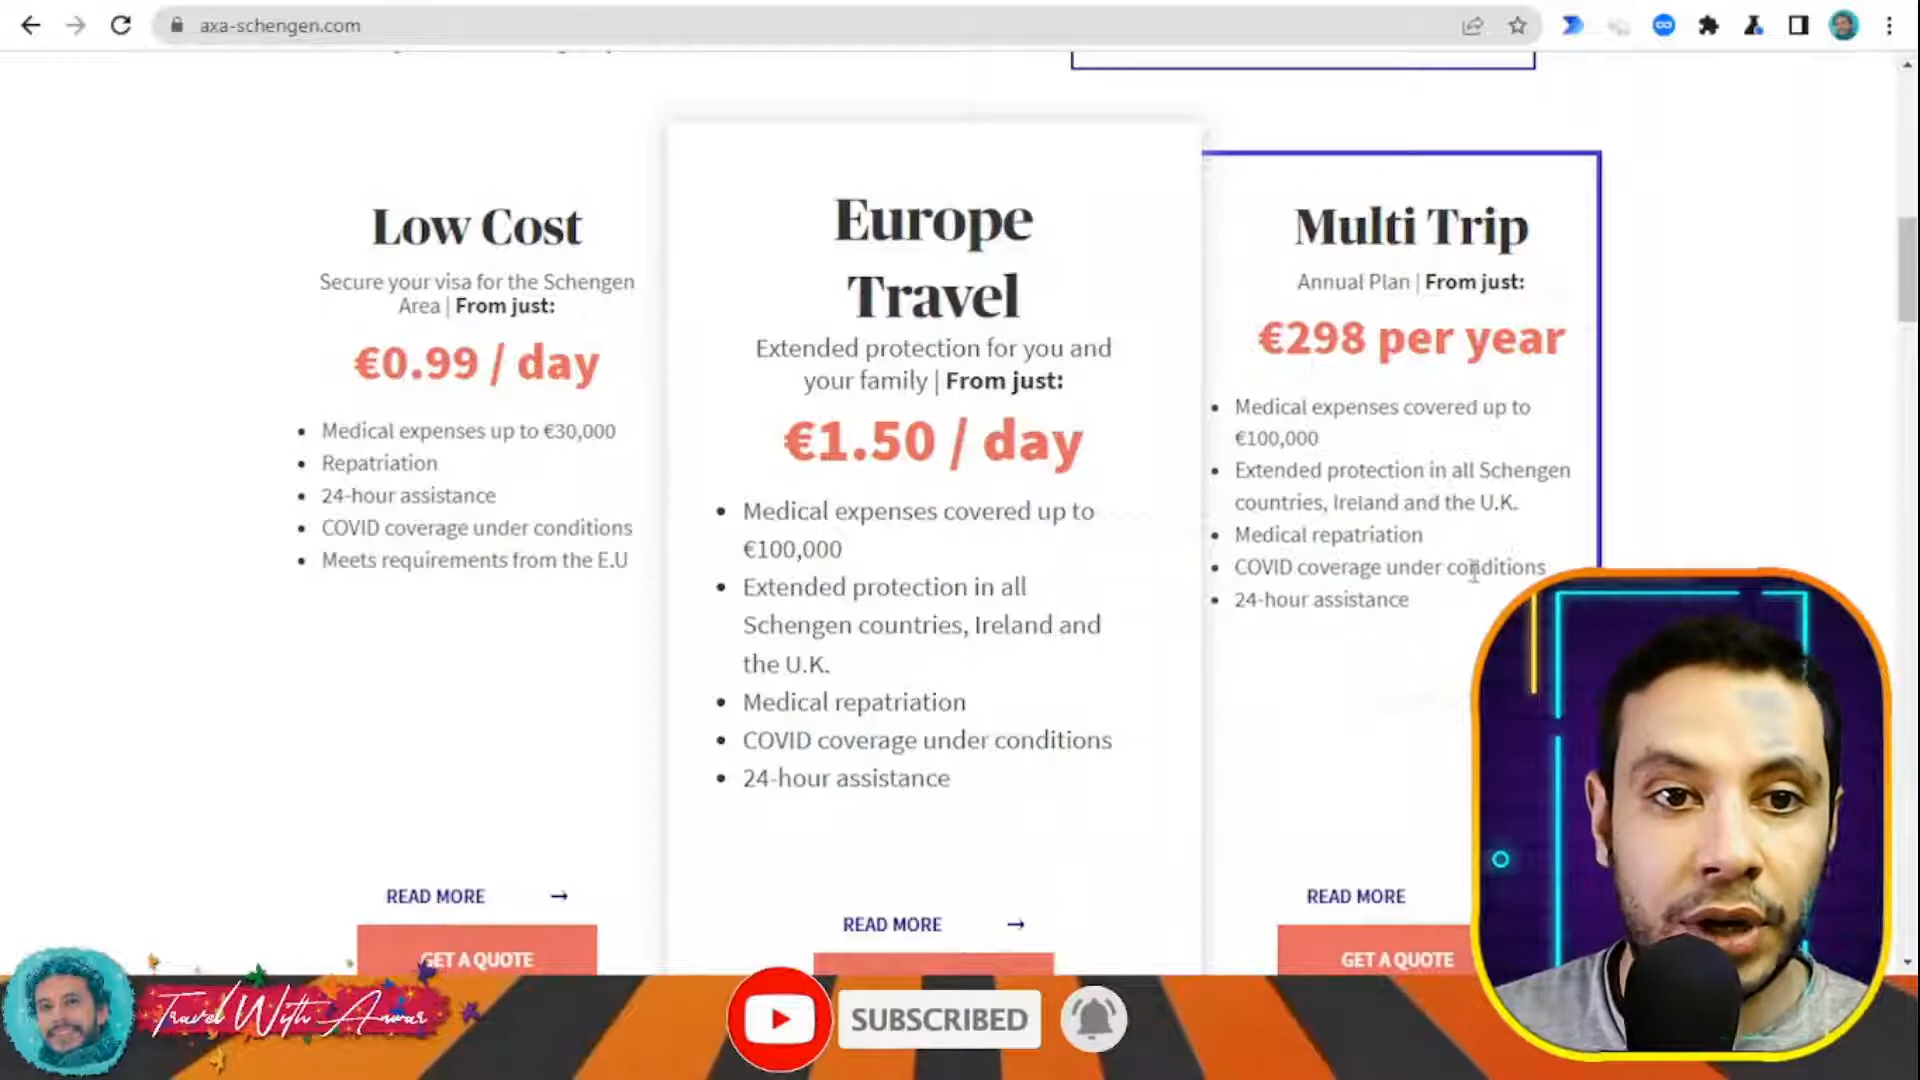 axa-schengen.com
Low Cost
Secure your visa for the Schengen
Area | From just:
€0.99 / day
• Medical expenses up to €30,000
• Repatriation
• 24-hour assistance
• COVID coverage under conditions
• Meets requirements from the E.U
READ MORE →
GET A QUOTE
Europe
Travel
Extended protection for you and
your family | From just:
€1.50 / day
• Medical expenses covered up to
€100,000
• Extended protection in all
Schengen countries, Ireland and
the U.K.
• Medical repatriation
• COVID coverage under conditions
• 24-hour assistance
READ MORE →
Multi Trip
Annual Plan | From just:
€298 per year
• Medical expenses covered up to
€100,000
• Extended protection in all Schengen
countries, Ireland and the U.K.
• Medical repatriation
• COVID coverage under conditions
• 24-hour assistance
READ MORE
GET A QUOTE
Travel With Anwar
SUBSCRIBED